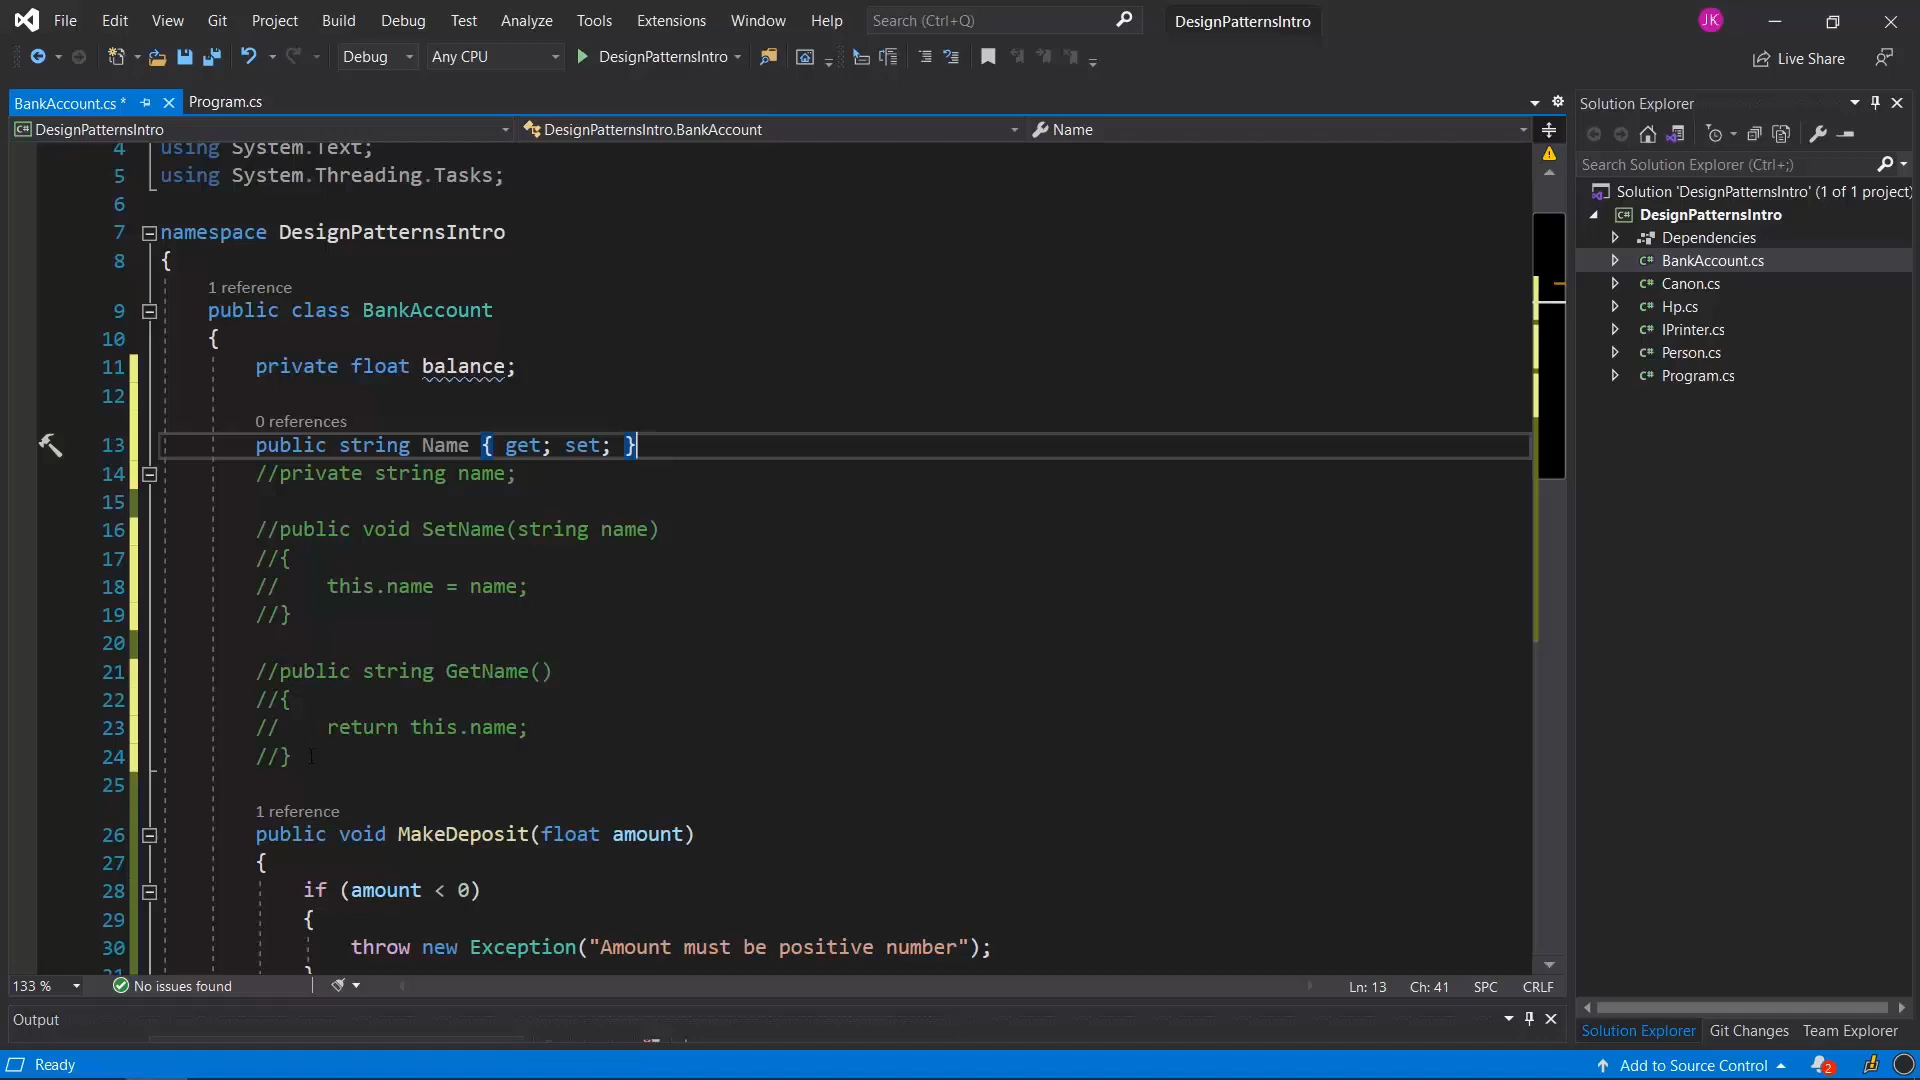 File Edit View Git Project Build Debug Test Analyze Tools Extensions Window Help Search (Ctrl+Q) DesignPatternsIntro JK
Debug Any CPU DesignPatternsIntro Live Share
BankAccount.cs* Program.cs
DesignPatternsIntro DesignPatternsIntro.BankAccount Name
4 using System.Text;
5 using System.Threading.Tasks;
6
7 namespace DesignPatternsIntro
8 {
1 reference
9 public class BankAccount
10 {
11 private float balance;
12
0 references
13 public string Name { get; set; }
14 //private string name;
15
16 //public void SetName(string name)
17 //{
18 // this.name = name;
19 //}
20
21 //public string GetName()
22 //{
23 // return this.name;
24 //}
25
1 reference
26 public void MakeDeposit(float amount)
27 {
28 if (amount < 0)
29 {
30 throw new Exception("Amount must be positive number");
31 }
133 % No issues found Ln: 13 Ch: 41 SPC CRLF
Output
Solution Explorer
Search Solution Explorer (Ctrl+;)
Solution 'DesignPatternsIntro' (1 of 1 project)
C# DesignPatternsIntro
Dependencies
C# BankAccount.cs
C# Canon.cs
C# Hp.cs
C# IPrinter.cs
C# Person.cs
C# Program.cs
Solution Explorer Git Changes Team Explorer
Ready Add to Source Control 2